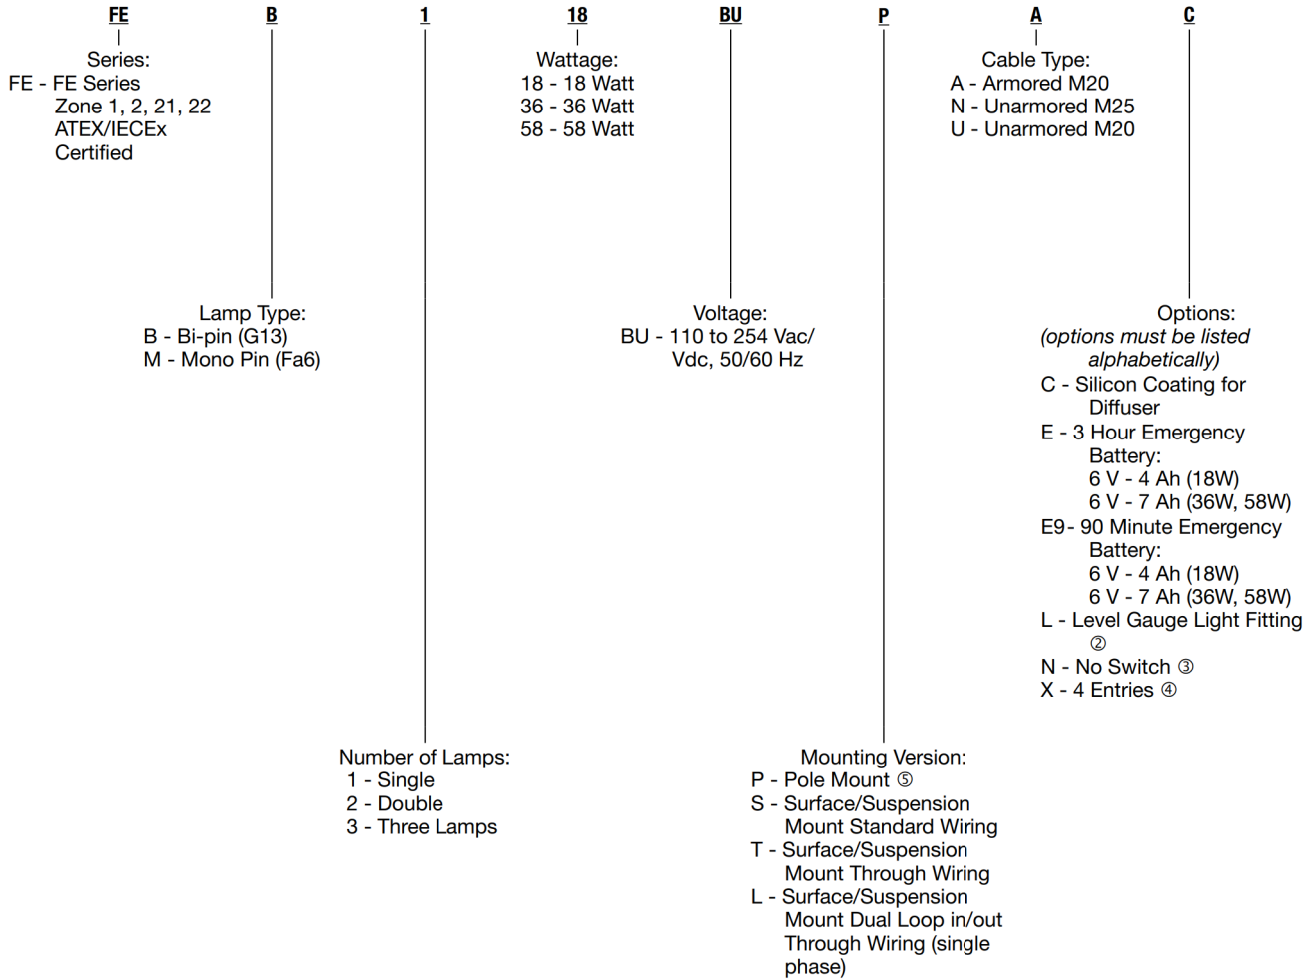 FE B 1 18 BU P A C
Series:
FE - FE Series
Zone 1, 2, 21, 22
ATEX/IECEx
Certified
Wattage:
18 - 18 Watt
36 - 36 Watt
58 - 58 Watt
Cable Type:
A - Armored M20
N - Unarmored M25
U - Unarmored M20
Lamp Type:
B - Bi-pin (G13)
M - Mono Pin (Fa6)
Voltage:
BU - 110 to 254 Vac/
Vdc, 50/60 Hz
Options:
(options must be listed
alphabetically)
C - Silicon Coating for
Diffuser
E - 3 Hour Emergency
Battery:
6 V - 4 Ah (18W)
6 V - 7 Ah (36W, 58W)
E9- 90 Minute Emergency
Battery:
6 V - 4 Ah (18W)
6 V - 7 Ah (36W, 58W)
L - Level Gauge Light Fitting
②
N - No Switch ③
X - 4 Entries ④
Number of Lamps:
1 - Single
2 - Double
3 - Three Lamps
Mounting Version:
P - Pole Mount ⑤
S - Surface/Suspension
Mount Standard Wiring
T - Surface/Suspension
Mount Through Wiring
L - Surface/Suspension
Mount Dual Loop in/out
Through Wiring (single
phase)